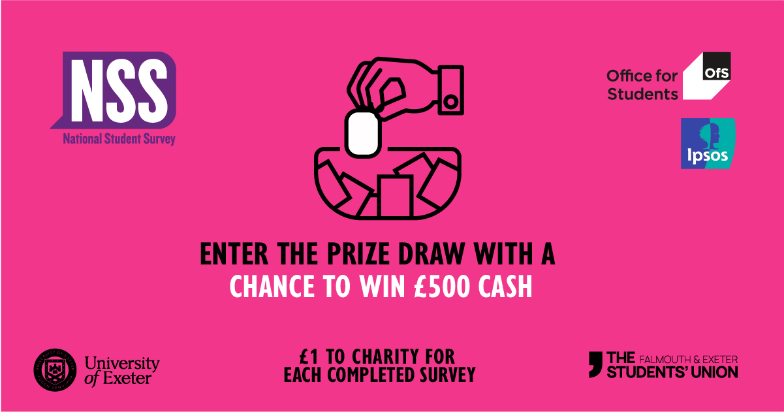 NSS
National Student Survey
Office for
Students
OfS
Ipsos
ENTER THE PRIZE DRAW WITH A
CHANCE TO WIN £500 CASH
University
of Exeter
£1 TO CHARITY FOR
EACH COMPLETED SURVEY
THE FALMOUTH & EXETER
STUDENTS' UNION